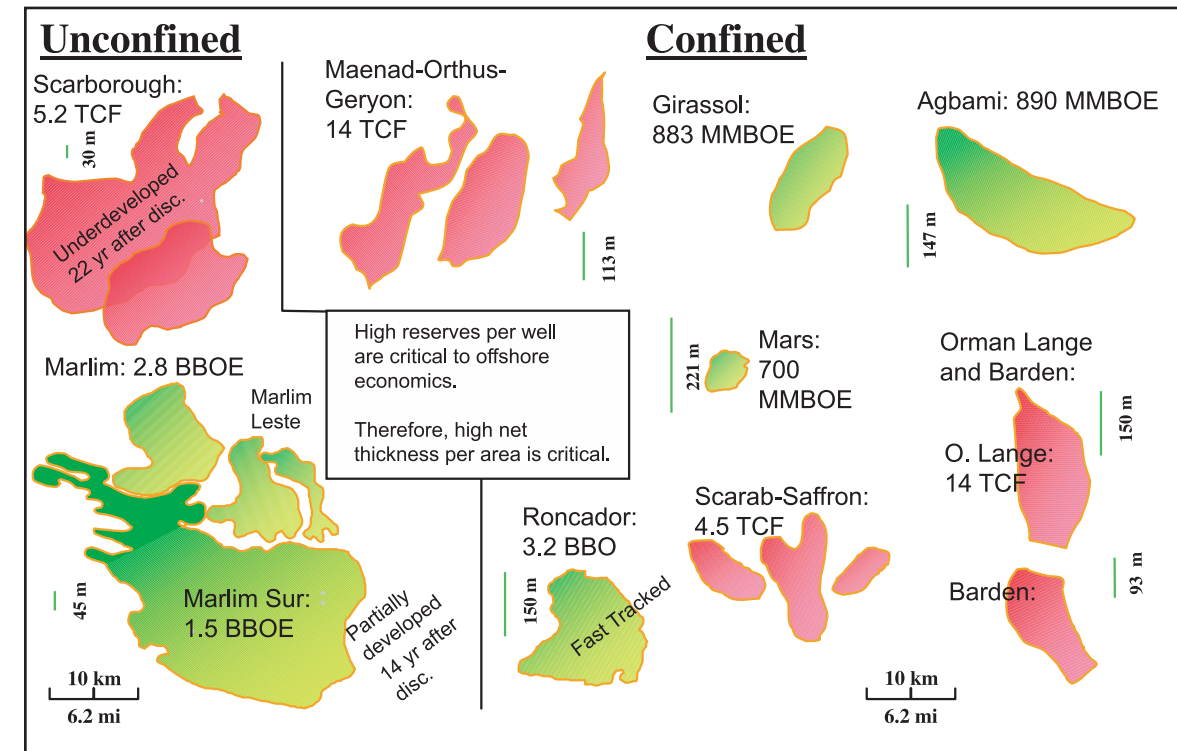 Unconfined
Scarborough:
5.2 TCF
30 m
Underdeveloped
22 yr after disc.
Maenad-Orthus-
Geryon:
14 TCF
113 m
High reserves per well
are critical to offshore
economics.
Therefore, high net
thickness per area is critical.
Marlim: 2.8 BBOE
Marlim
Leste
45 m
Marlim Sur:
1.5 BBOE
Partially
developed
14 yr after
disc.
10 km
6.2 mi
Confined
Girassol:
883 MMBOE
Agbami: 890 MMBOE
147 m
221 m
Mars:
700
MMBOE
Orman Lange
and Barden:
150 m
O. Lange:
14 TCF
Scarab-Saffron:
4.5 TCF
Roncador:
3.2 BBO
150 m
Fast Tracked
93 m
Barden:
10 km
6.2 mi